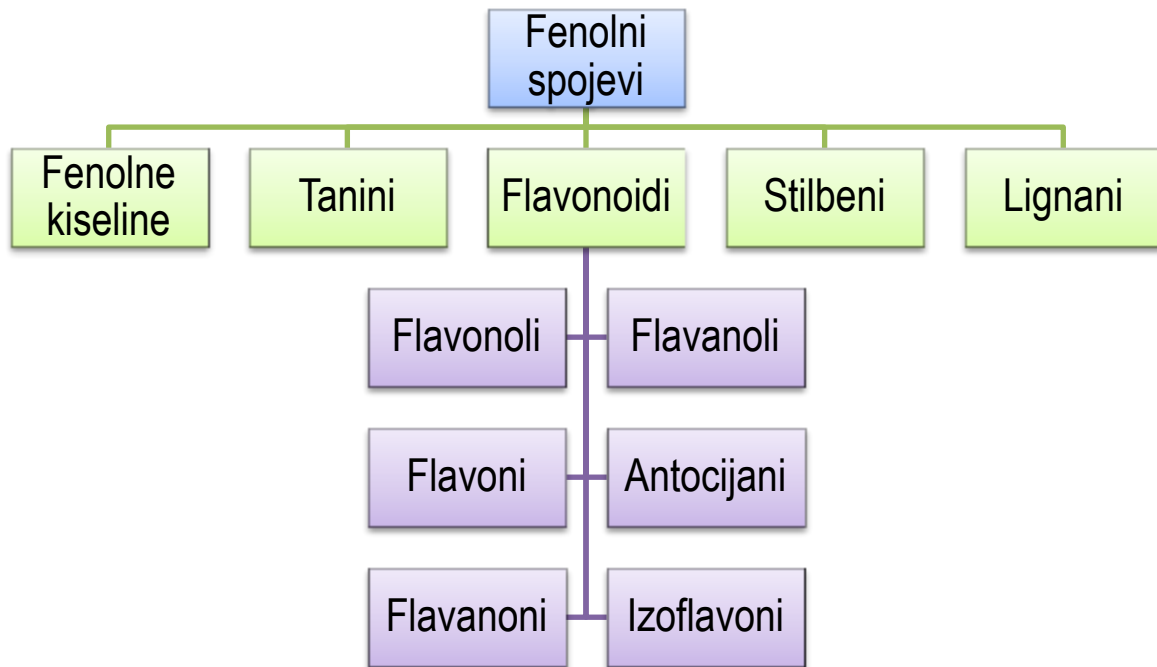 Fenolni
spojevi
Fenolne
kiseline
Tanini
Flavonoidi
Stilbeni
Lignani
Flavonoli
Flavanoli
Flavoni
Antocijani
Flavanoni
Izoflavoni